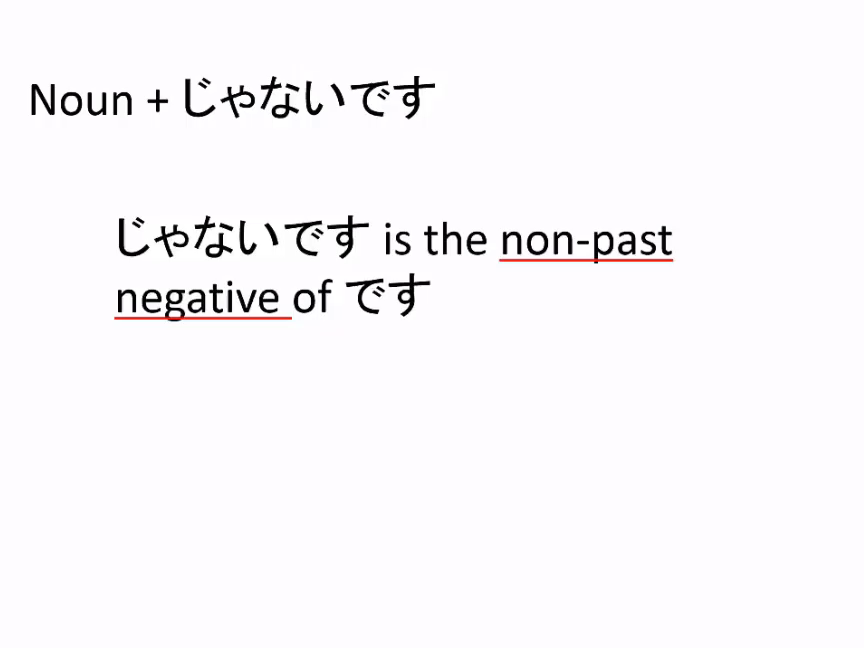 Noun + じゃないです
じゃないです is the non-past
negative of です